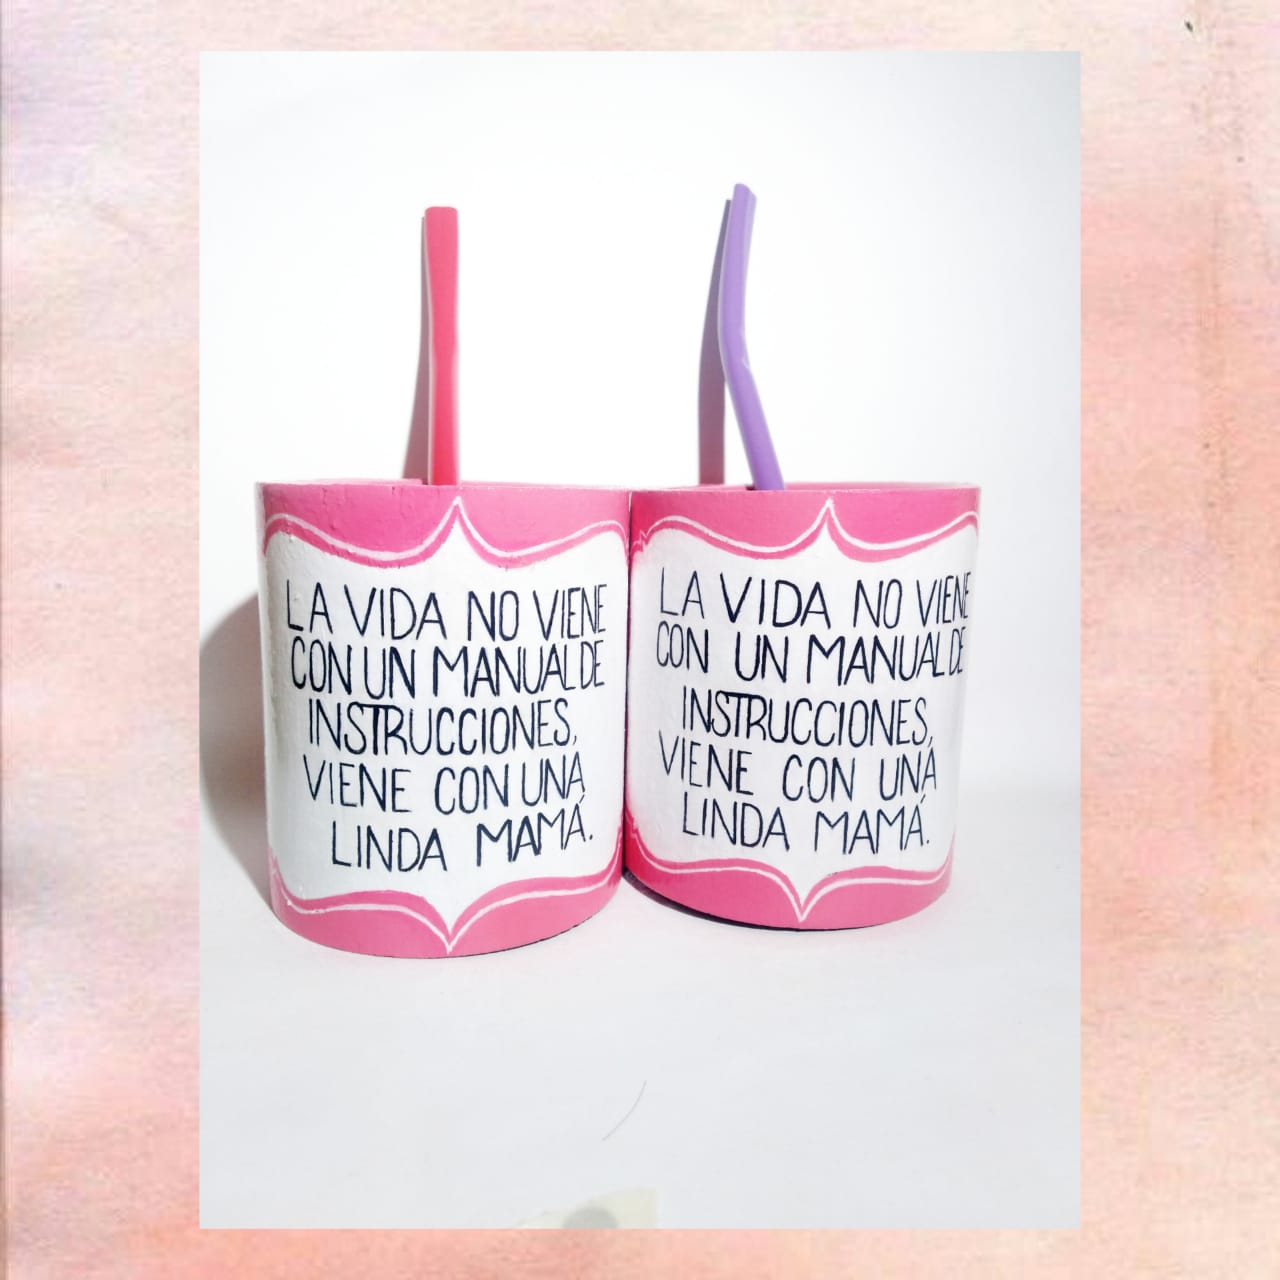 LA VIDA NO VIENE
CON UN MANUAL DE
INSTRUCCIONES,
VIENE CON UNA
LINDA MAMÁ.
LA VIDA NO VIENE
CON UN MANUAL DE
INSTRUCCIONES,
VIENE CON UNA
LINDA MAMÁ.